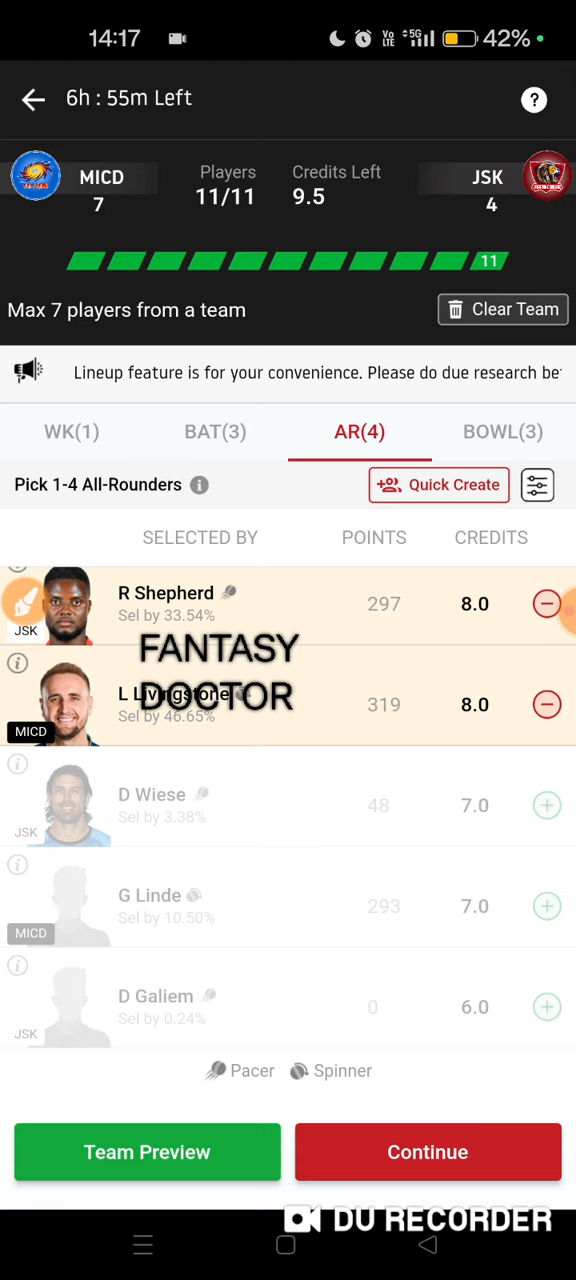 14:17
Vo LTE 5G 42%
6h : 55m Left
?
MICD
7
Players
11/11
Credits Left
9.5
JSK
4
11
Max 7 players from a team
Clear Team
Lineup feature is for your convenience. Please do due research be
WK(1) BAT(3) AR(4) BOWL(3)
Pick 1-4 All-Rounders i
Quick Create
SELECTED BY POINTS CREDITS
R Shepherd
Sel by 33.54%
297 8.0
JSK
FANTASY
DOCTOR
L Livingstone
Sel by 46.65%
319 8.0
MICD
D Wiese
Sel by 3.38%
48 7.0
JSK
G Linde
Sel by 10.50%
293 7.0
MICD
D Galiem
Sel by 0.24%
0 6.0
JSK
Pacer Spinner
Team Preview
Continue
DU RECORDER